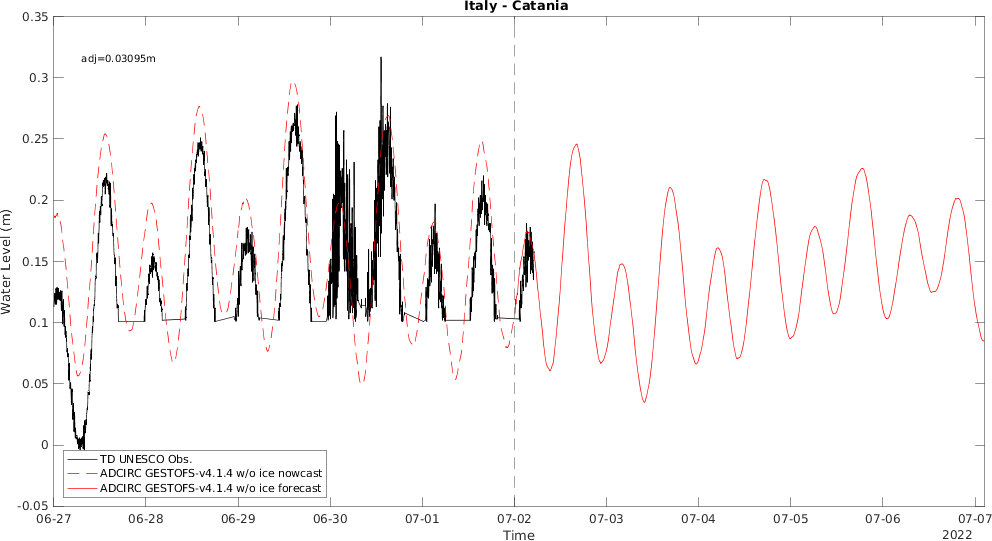 Italy - Catania
0.35
0.3
0.25
0.2
0.15
0.1
0.05
0
-0.05
Water Level (m)
adj=0.03095m
TD UNESCO Obs.
ADCIRC GESTOFS-v4.1.4 w/o ice nowcast
ADCIRC GESTOFS-v4.1.4 w/o ice forecast
06-27 06-28 06-29 06-30 07-01 07-02 07-03 07-04 07-05 07-06 07-07
Time
2022